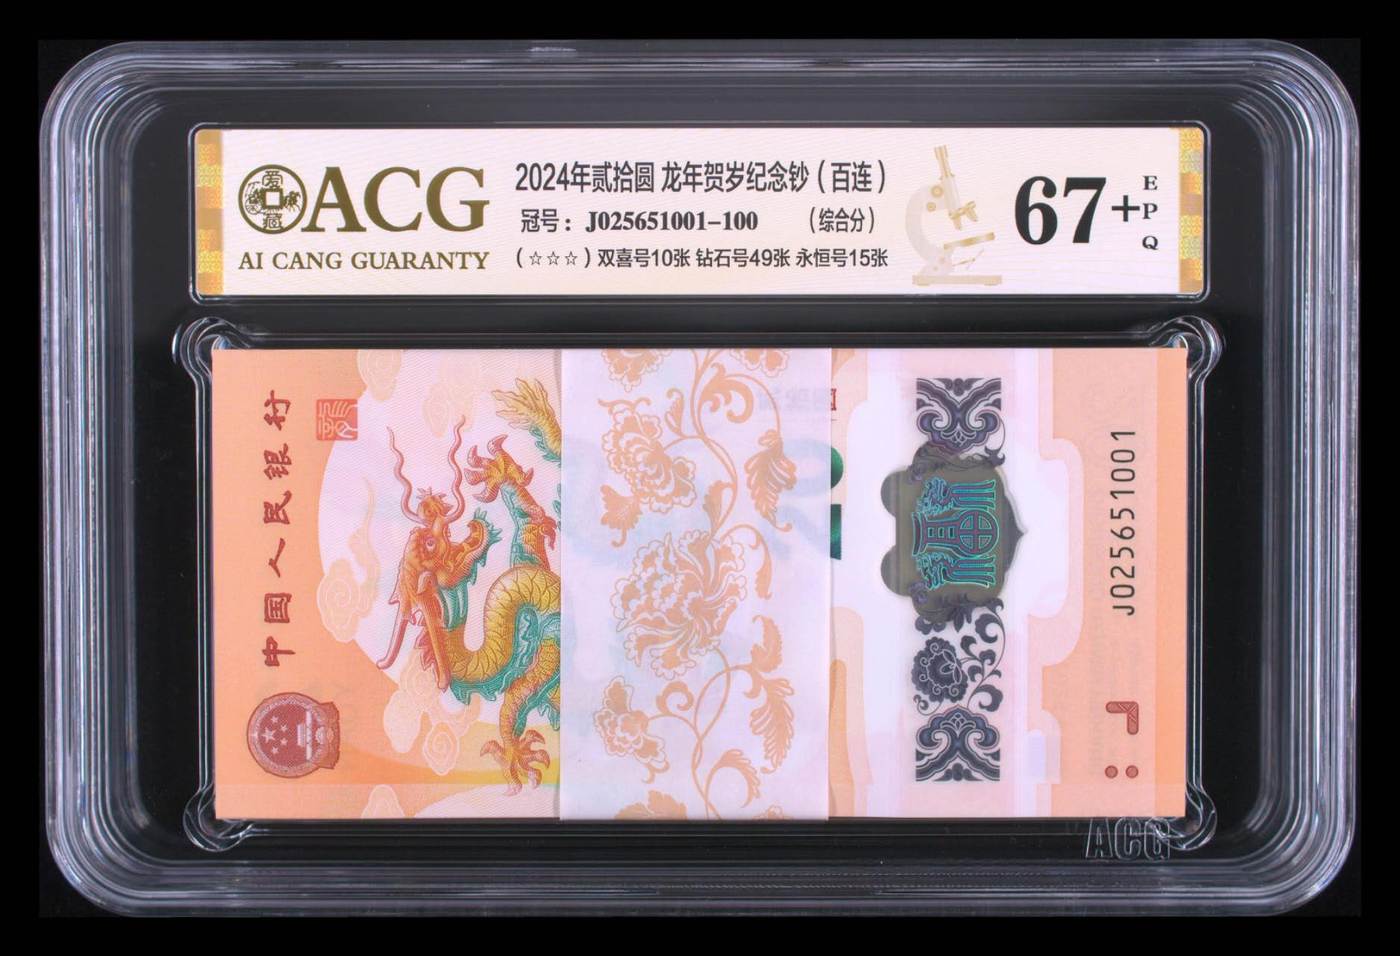 ACG
AI CANG GUARANTY
2024年贰拾圆 龙年贺岁纪念钞（百连）
冠号：J025651001-100 （综合分）
（☆☆☆）双喜号10张 钻石号49张 永恒号15张
67+
EPQ
中国人民银行
J025651001
ACG